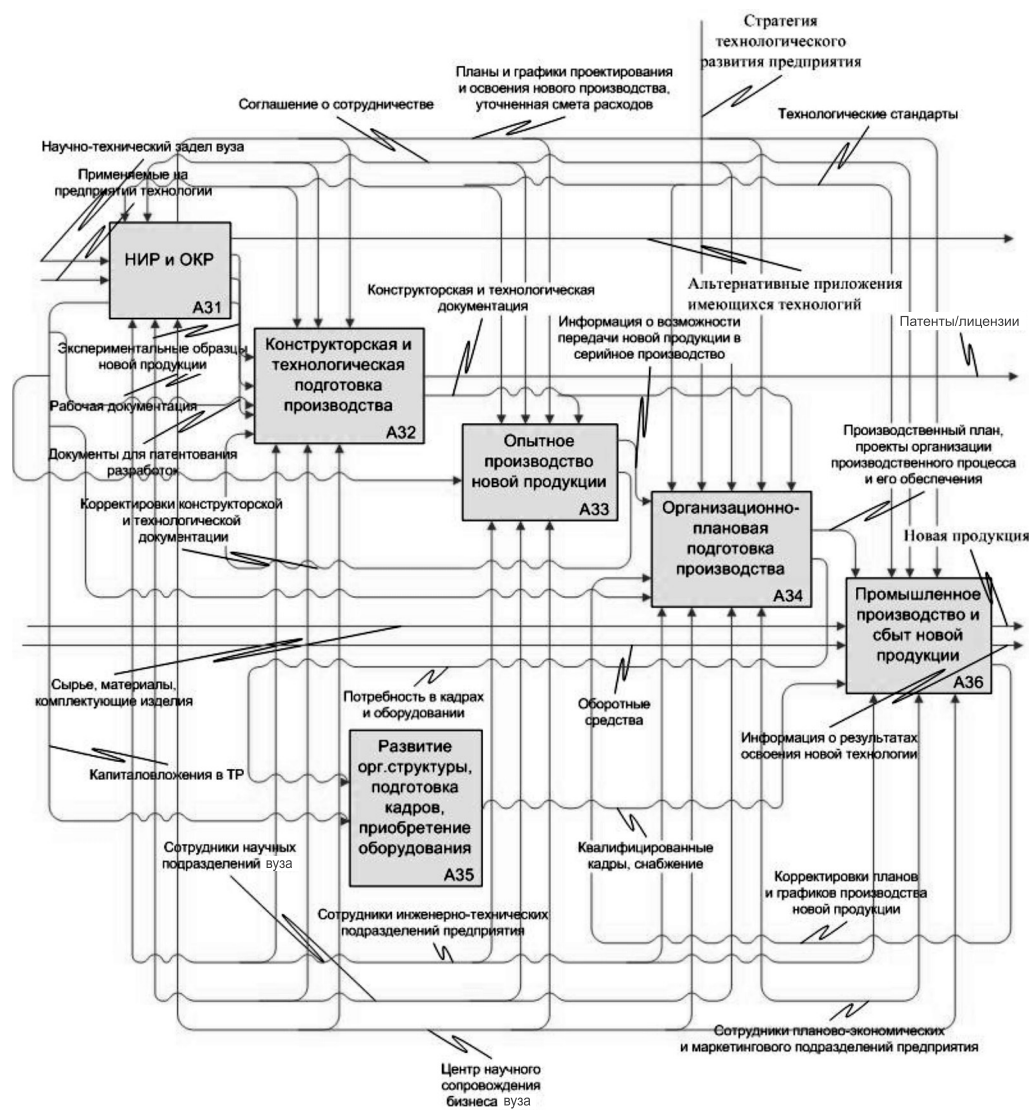 Стратегия
технологического
развития предприятия
Планы и графики проектирования
и освоения нового производства,
уточненная смета расходов
Соглашение о сотрудничестве
Технологические стандарты
Научно-технический задел вуза
Применяемые на
предприятии технологии
НИР и ОКР
А31
Альтернативные приложения
имеющихся технологий
Конструкторская и технологическая
документация
Информация о возможности
передачи новой продукции в
серийное производство
Патенты/лицензии
Экспериментальные образцы
новой продукции
Конструкторская и
технологическая
подготовка
производства
А32
Рабочая документация
Документы для патентования
разработок
Опытное
производство
новой продукции
А33
Производственный план,
проекты организации
производственного процесса
и его обеспечения
Корректировки конструкторской
и технологической
документации
Организационно-
плановая
подготовка
производства
А34
Новая продукция
Промышленное
производство и
сбыт новой
продукции
А36
Сырье, материалы,
комплектующие изделия
Потребность в кадрах
и оборудовании
Оборотные
средства
Информация о результатах
освоения новой технологии
Капиталовложения в ТР
Развитие
орг.структуры,
подготовка
кадров,
приобретение
оборудования
А35
Сотрудники научных
подразделений вуза
Квалифицированные
кадры, снабжение
Корректировки планов
и графиков производства
новой продукции
Сотрудники инженерно-технических
подразделений предприятия
Сотрудники планово-экономических
и маркетингового подразделений предприятия
Центр научного
сопровождения
бизнеса вуза